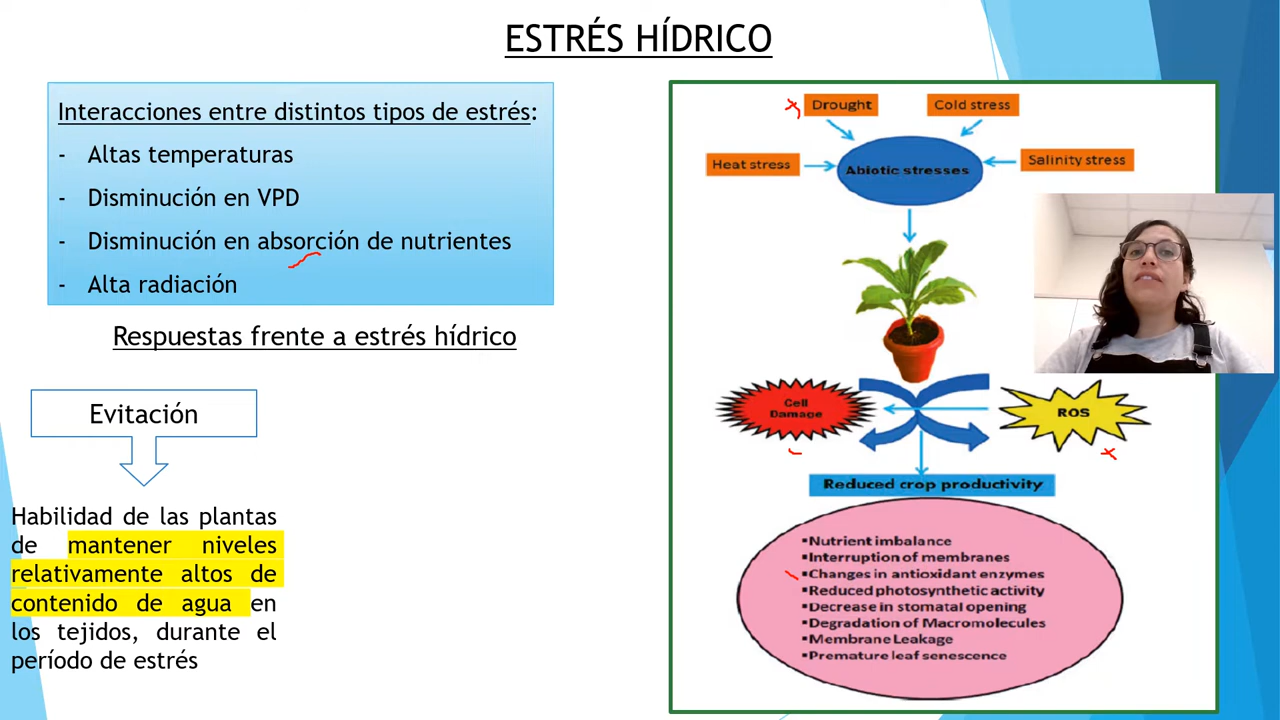 ESTRÉS HÍDRICO
Interacciones entre distintos tipos de estrés:
- Altas temperaturas
- Disminución en VPD
- Disminución en absorción de nutrientes
- Alta radiación
Respuestas frente a estrés hídrico
Evitación
Habilidad de las plantas
de mantener niveles
relativamente altos de
contenido de agua en
los tejidos, durante el
período de estrés
Drought
Cold stress
Heat stress
Abiotic stresses
Salinity stress
Cell
Damage
ROS
Reduced crop productivity
▪Nutrient imbalance
▪Interruption of membranes
▪Changes in antioxidant enzymes
▪Reduced photosynthetic activity
▪Decrease in stomatal opening
▪Degradation of Macromolecules
▪Membrane Leakage
▪Premature leaf senescence